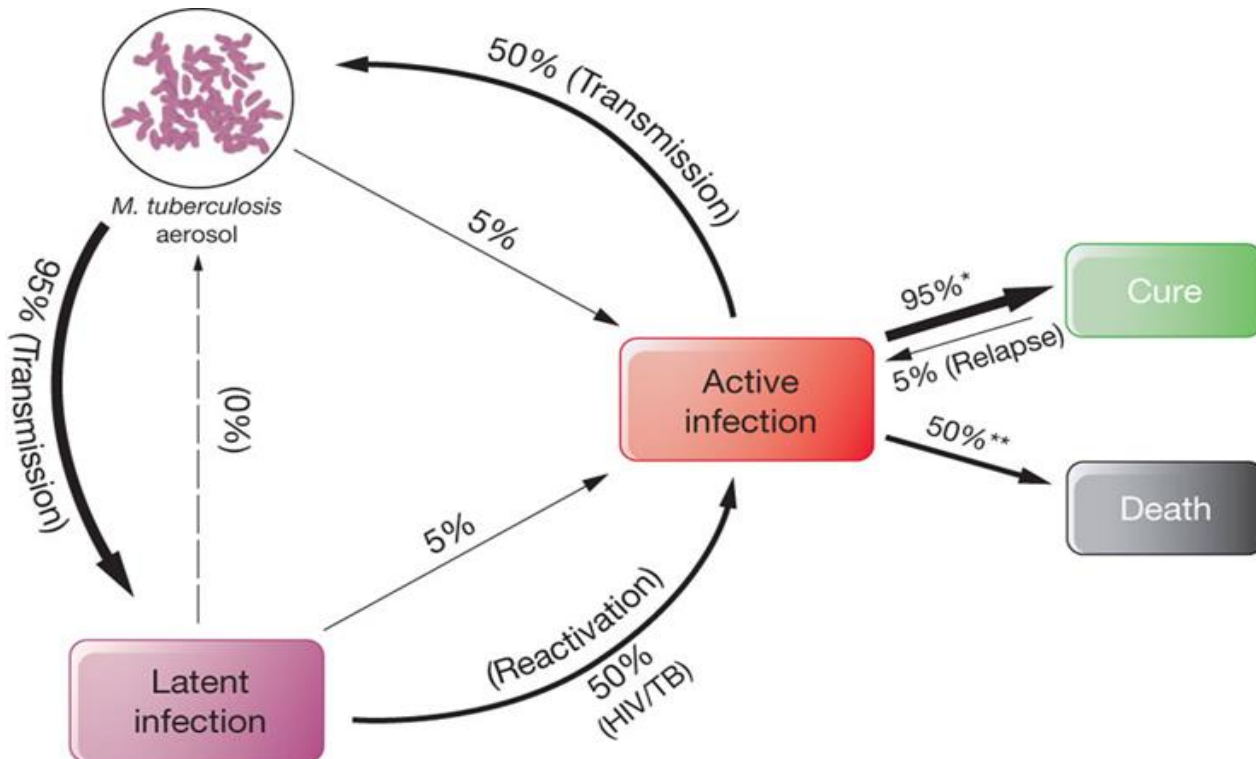 50% (Transmission)
M. tuberculosis
aerosol
5%
95% (Transmission)
(0%)
95%*
Cure
5% (Relapse)
Active
infection
50%**
Death
5%
(Reactivation)
50%
(HIV/TB)
Latent
infection